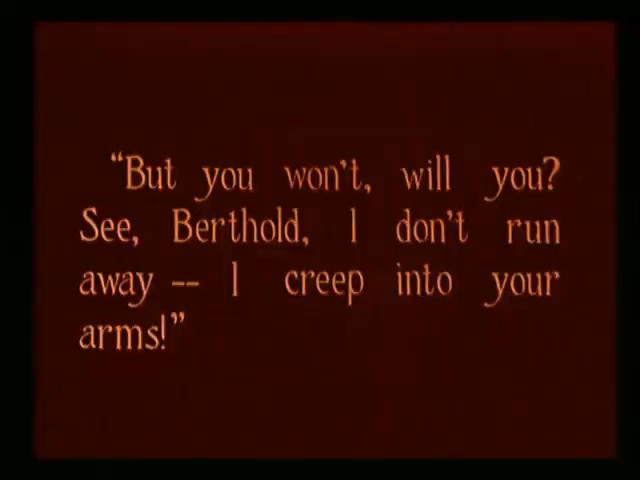 “But you won't, will you?
See, Berthold, I don't run
away -- I creep into your
arms!”